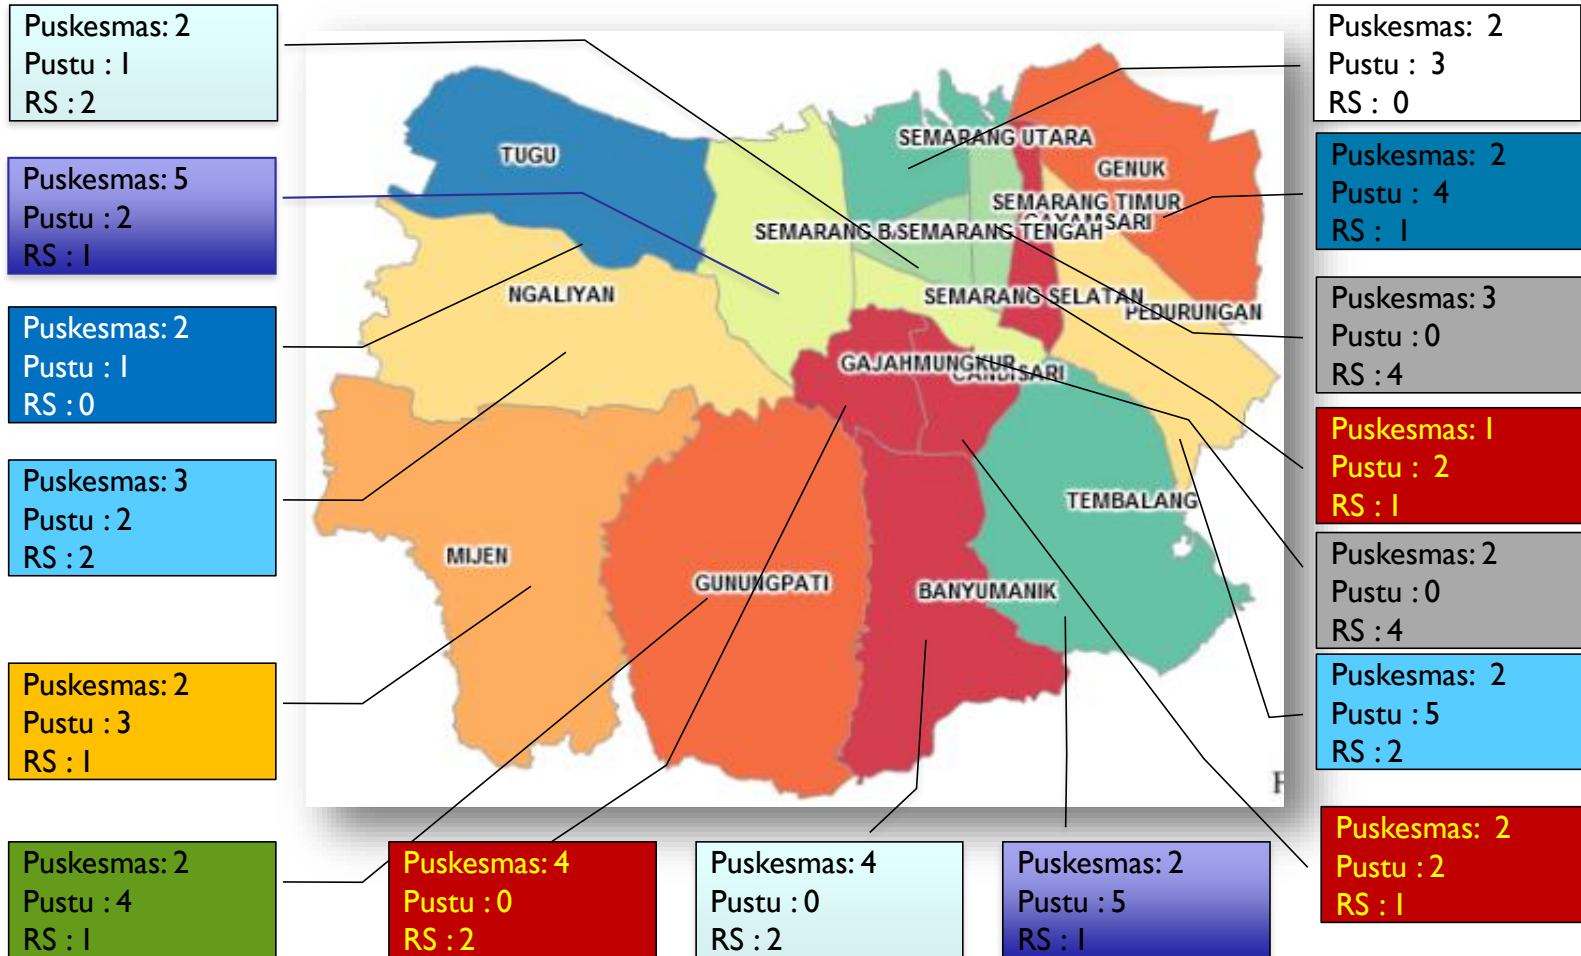 Puskesmas: 2
Pustu : 1
RS : 2
Puskesmas: 5
Pustu : 2
RS : 1
Puskesmas: 2
Pustu : 1
RS : 0
Puskesmas: 3
Pustu : 2
RS : 2
Puskesmas: 2
Pustu : 3
RS : 1
Puskesmas: 2
Pustu : 4
RS : 1
TUGU
SEMARANG UTARA
GENUK
SEMARANG TIMUR
GAYAMSARI
SEMARANG BA
SEMARANG TENGAH
NGALIYAN
SEMARANG SELATAN
PEDURUNGAN
GAJAHMUNGKUR
CANDISARI
TEMBALANG
MIJEN
GUNUNGPATI
BANYUMANIK
Puskesmas: 4
Pustu : 0
RS : 2
Puskesmas: 4
Pustu : 0
RS : 2
Puskesmas: 2
Pustu : 5
RS : 1
Puskesmas: 2
Pustu : 3
RS : 0
Puskesmas: 2
Pustu : 4
RS : 1
Puskesmas: 3
Pustu : 0
RS : 4
Puskesmas: 1
Pustu : 2
RS : 1
Puskesmas: 2
Pustu : 0
RS : 4
Puskesmas: 2
Pustu : 5
RS : 2
Puskesmas: 2
Pustu : 2
RS : 1